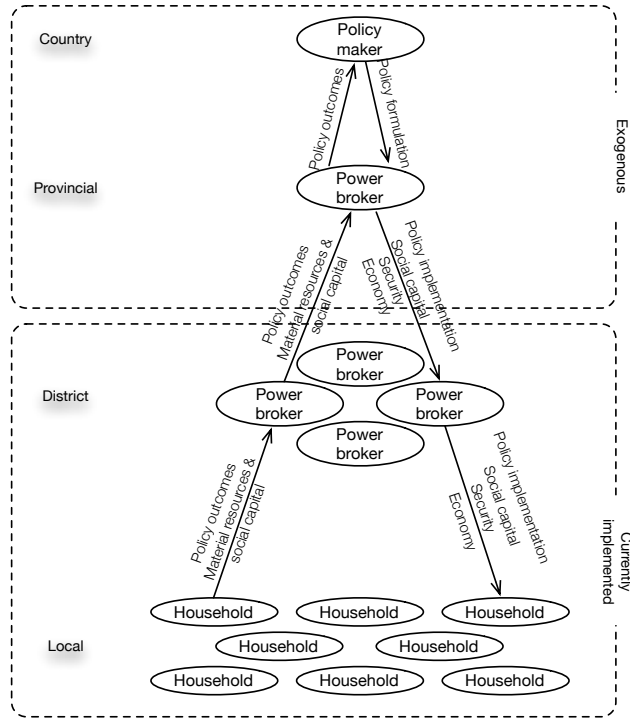 Country
Policy
maker
Policy outcomes
Policy formulation
Exogenous
Provincial
Power
broker
Policy outcomes
Material resources &
social capital
Policy implementation
Social capital
Security
Economy
Power
broker
District
Power
broker
Power
broker
Power
broker
Policy outcomes
Material resources &
social capital
Policy implementation
Social capital
Security
Economy
Currently
implemented
Household
Household
Household
Local
Household
Household
Household
Household
Household